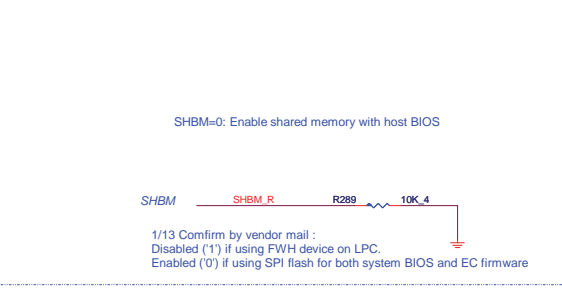 SHBM=0: Enable shared memory with host BIOS
SHBM SHBM_R R289 10K_4
1/13 Comfirm by vendor mail :
Disabled ('1') if using FWH device on LPC.
Enabled ('0') if using SPI flash for both system BIOS and EC firmware